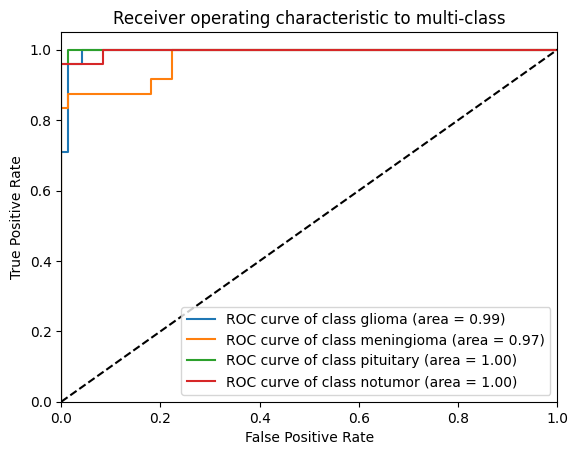 Receiver operating characteristic to multi-class
1.0
0.8
0.6
0.4
0.2
0.0
True Positive Rate
ROC curve of class glioma (area = 0.99)
ROC curve of class meningioma (area = 0.97)
ROC curve of class pituitary (area = 1.00)
ROC curve of class notumor (area = 1.00)
0.0 0.2 0.4 0.6 0.8 1.0
False Positive Rate